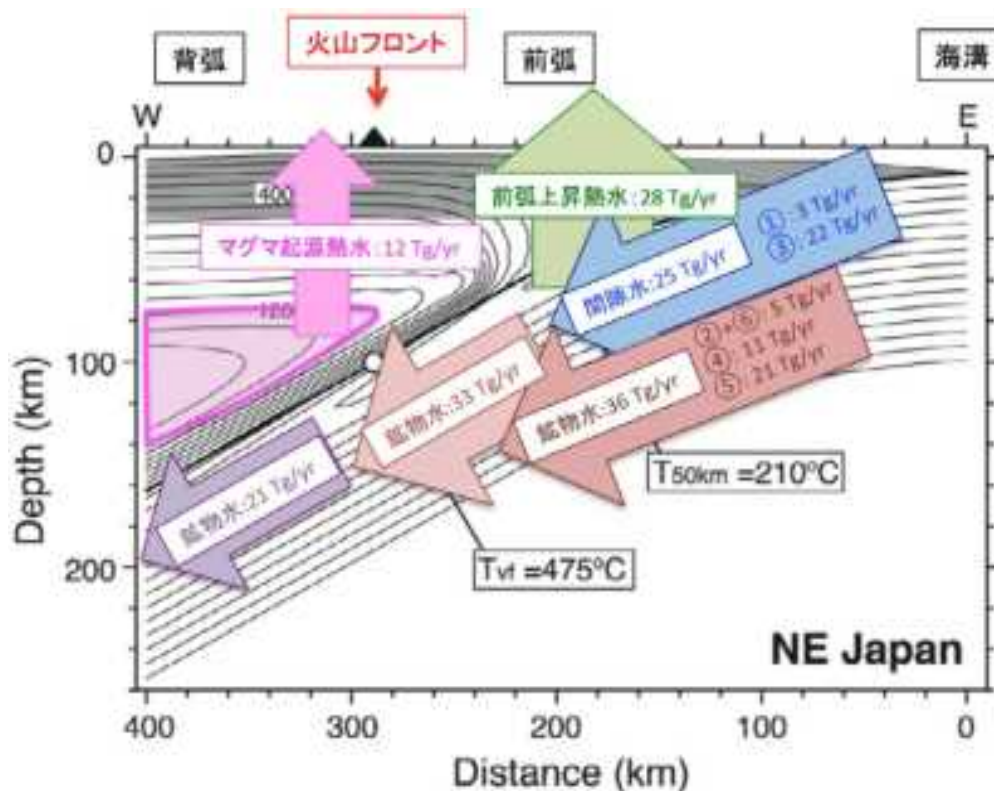 背弧
火山フロント
前弧
海溝
W
E
0
400
前弧上昇熱水:28 Tg/yr
①:3 Tg/yr
③:22 Tg/yr
マグマ起源熱水:12 Tg/yr
間隙水:25 Tg/yr
②+⑥:5 Tg/yr
④:11 Tg/yr
⑤:21 Tg/yr
100
鉱物水:33 Tg/yr
鉱物水:36 Tg/yr
T50km=210°C
鉱物水:21 Tg/yr
200
Tvf=475°C
NE Japan
Depth (km)
400
300
200
100
0
Distance (km)